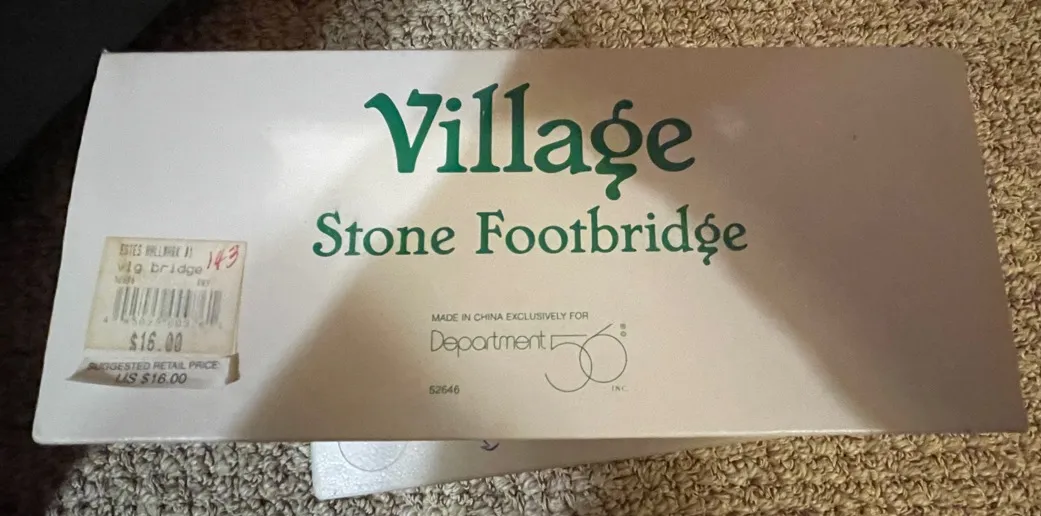 Village
Stone Footbridge
ESTES HALLMARK #1
vlg bridge
143
$16.00
SUGGESTED RETAIL PRICE
US $16.00
MADE IN CHINA EXCLUSIVELY FOR
Department 56®
INC.
52646